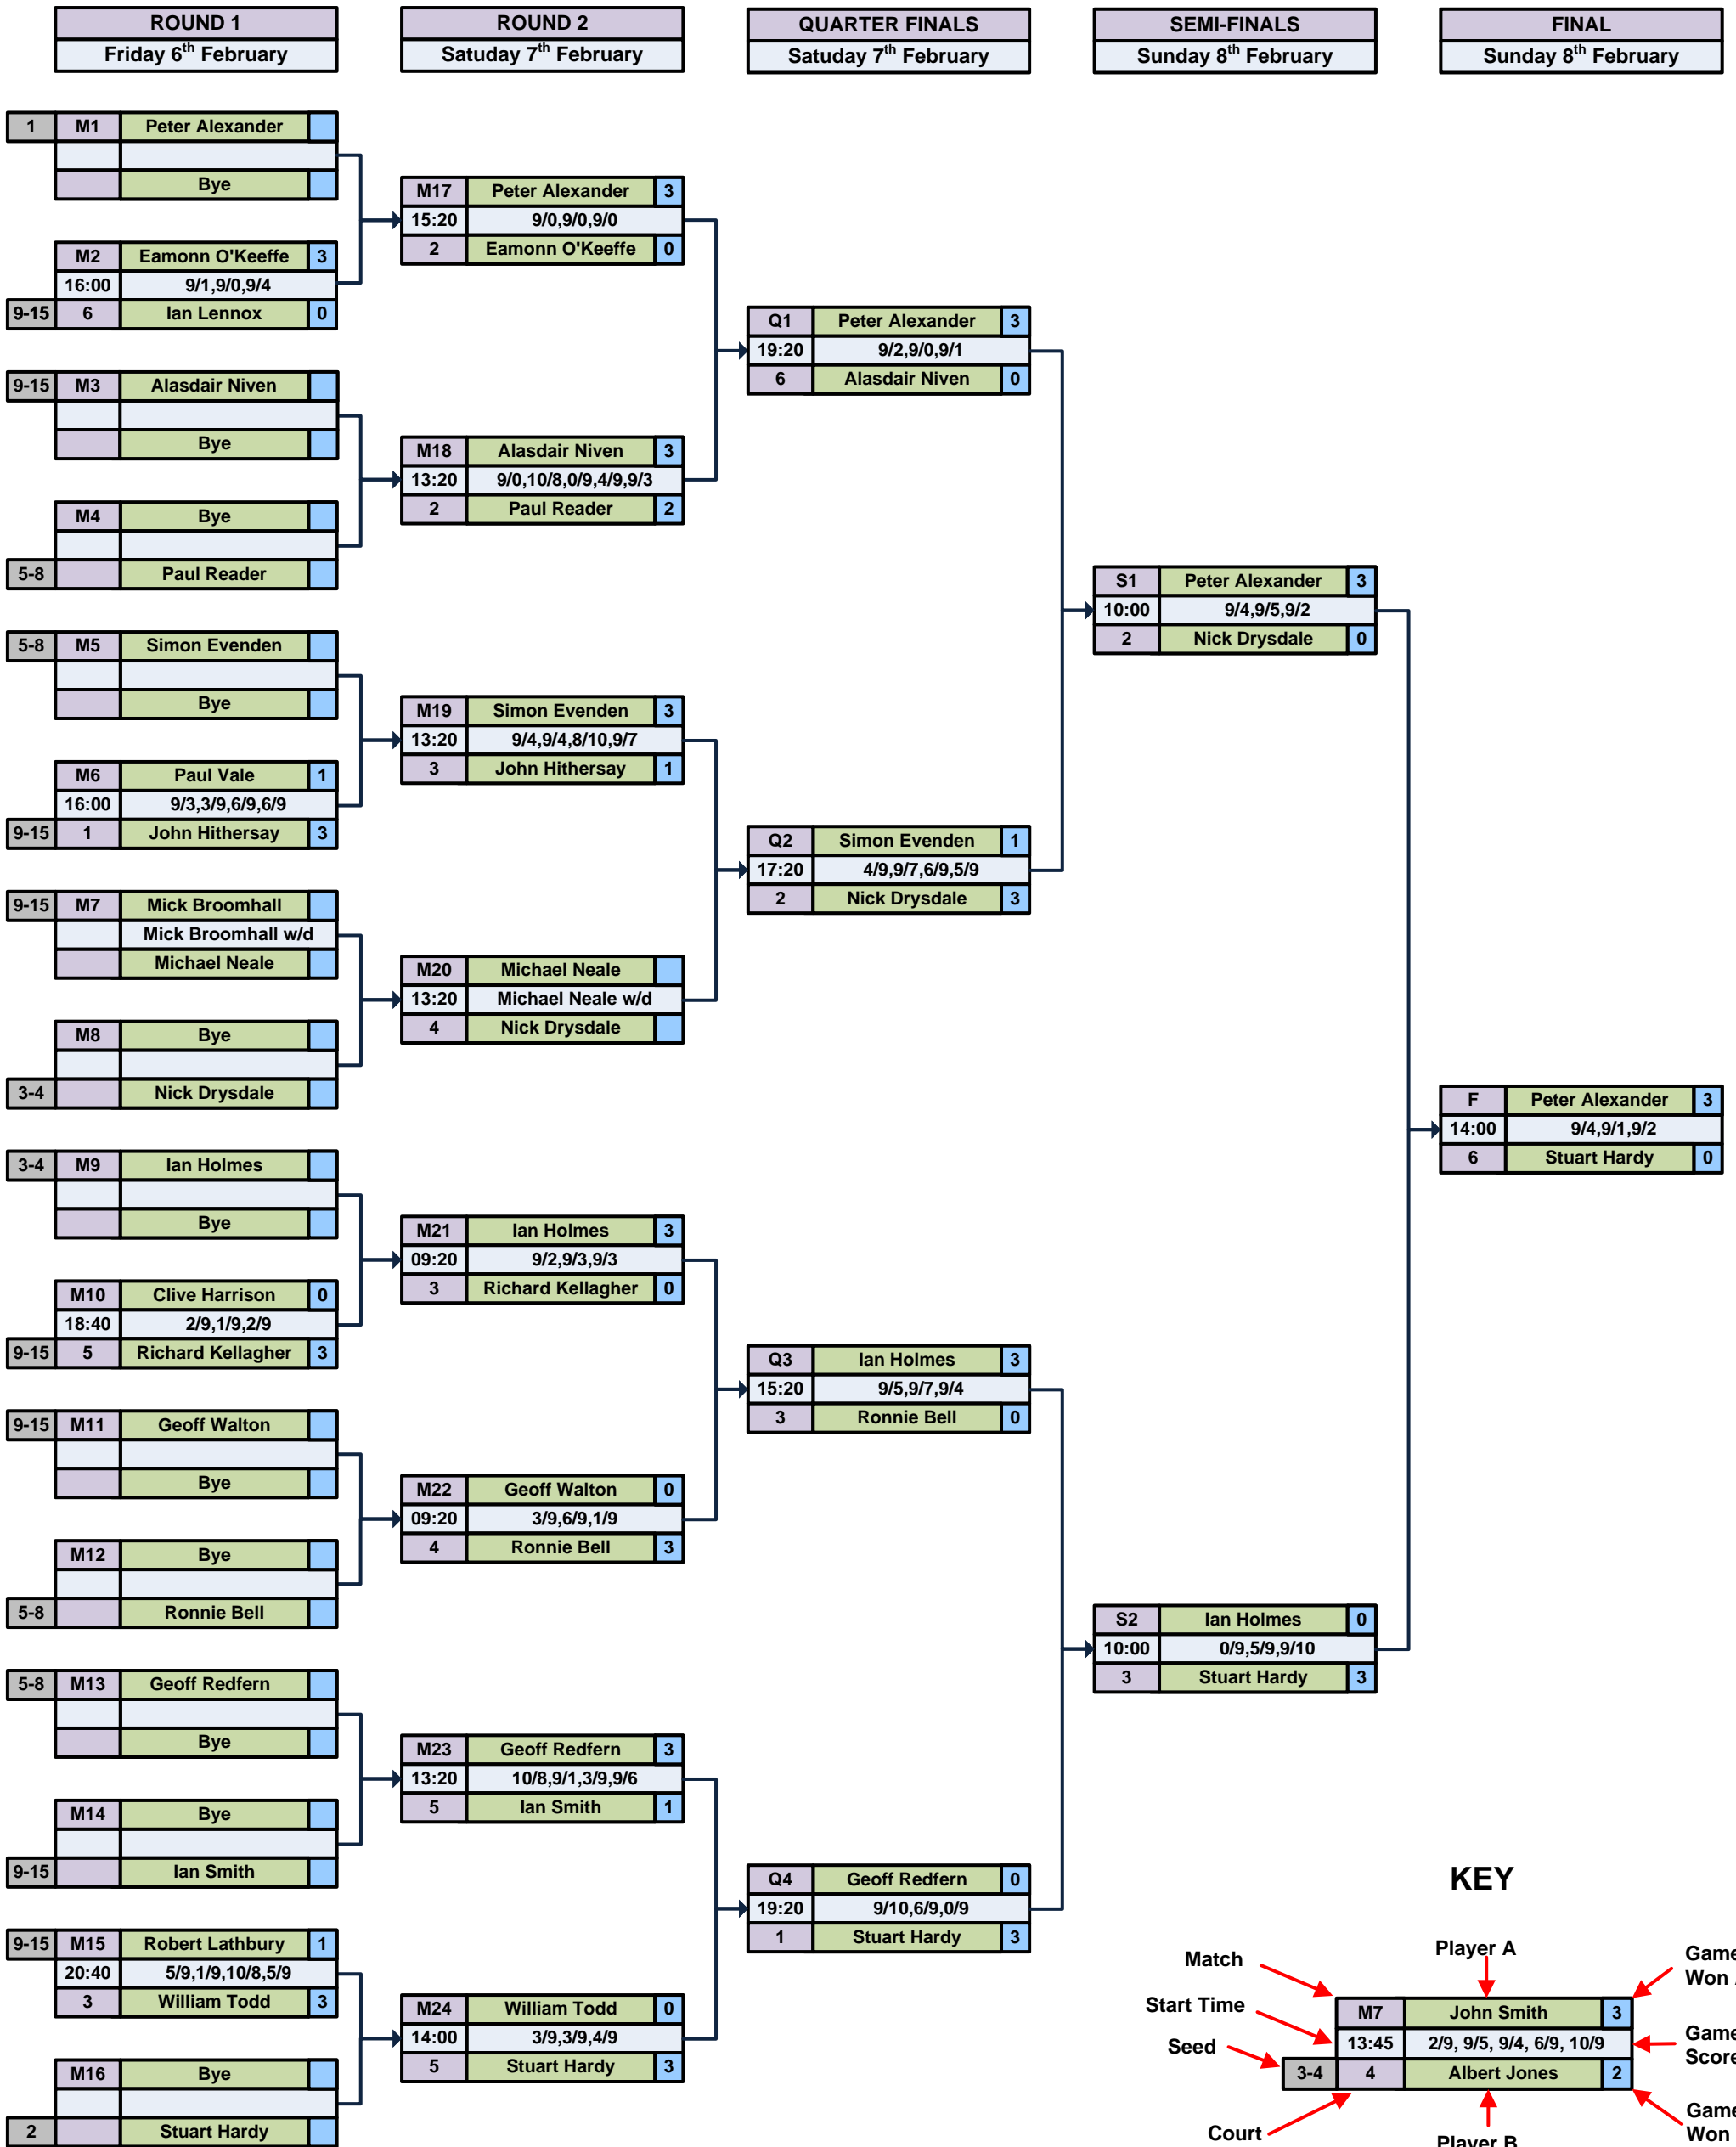 ROUND 1
Friday 6th February
ROUND 2
Satuday 7th February
QUARTER FINALS
Satuday 7th February
SEMI-FINALS
Sunday 8th February
FINAL
Sunday 8th February
1 M1 Peter Alexander
Bye
M2 Eamonn O'Keeffe 3
16:00 9/1,9/0,9/4
9-15 6 Ian Lennox 0
9-15 M3 Alasdair Niven
Bye
M4 Bye
5-8 Paul Reader
5-8 M5 Simon Evenden
Bye
M6 Paul Vale 1
16:00 9/3,3/9,6/9,6/9
9-15 1 John Hithersay 3
9-15 M7 Mick Broomhall
Mick Broomhall w/d
Michael Neale
M8 Bye
3-4 Nick Drysdale
3-4 M9 Ian Holmes
Bye
M10 Clive Harrison 0
18:40 2/9,1/9,2/9
9-15 5 Richard Kellagher 3
9-15 M11 Geoff Walton
Bye
M12 Bye
5-8 Ronnie Bell
5-8 M13 Geoff Redfern
Bye
M14 Bye
9-15 Ian Smith
9-15 M15 Robert Lathbury 1
20:40 5/9,1/9,10/8,5/9
3 William Todd 3
M16 Bye
2 Stuart Hardy
M17 Peter Alexander 3
15:20 9/0,9/0,9/0
2 Eamonn O'Keeffe 0
M18 Alasdair Niven 3
13:20 9/0,10/8,0/9,4/9,9/3
2 Paul Reader 2
M19 Simon Evenden 3
13:20 9/4,9/4,8/10,9/7
3 John Hithersay 1
M20 Michael Neale
13:20 Michael Neale w/d
4 Nick Drysdale
M21 Ian Holmes 3
09:20 9/2,9/3,9/3
3 Richard Kellagher 0
M22 Geoff Walton 0
09:20 3/9,6/9,1/9
4 Ronnie Bell 3
M23 Geoff Redfern 3
13:20 10/8,9/1,3/9,9/6
5 Ian Smith 1
M24 William Todd 0
14:00 3/9,3/9,4/9
5 Stuart Hardy 3
Q1 Peter Alexander 3
19:20 9/2,9/0,9/1
6 Alasdair Niven 0
Q2 Simon Evenden 1
17:20 4/9,9/7,6/9,5/9
2 Nick Drysdale 3
Q3 Ian Holmes 3
15:20 9/5,9/7,9/4
3 Ronnie Bell 0
Q4 Geoff Redfern 0
19:20 9/10,6/9,0/9
1 Stuart Hardy 3
S1 Peter Alexander 3
10:00 9/4,9/5,9/2
2 Nick Drysdale 0
S2 Ian Holmes 0
10:00 0/9,5/9,9/10
3 Stuart Hardy 3
F Peter Alexander 3
14:00 9/4,9/1,9/2
6 Stuart Hardy 0
KEY
Match
Player A
Game
Won
Start Time
M7 John Smith 3
13:45 2/9, 9/5, 9/4, 6/9, 10/9
Game
Score
Seed
3-4 4 Albert Jones 2
Court
Player B
Game
Won